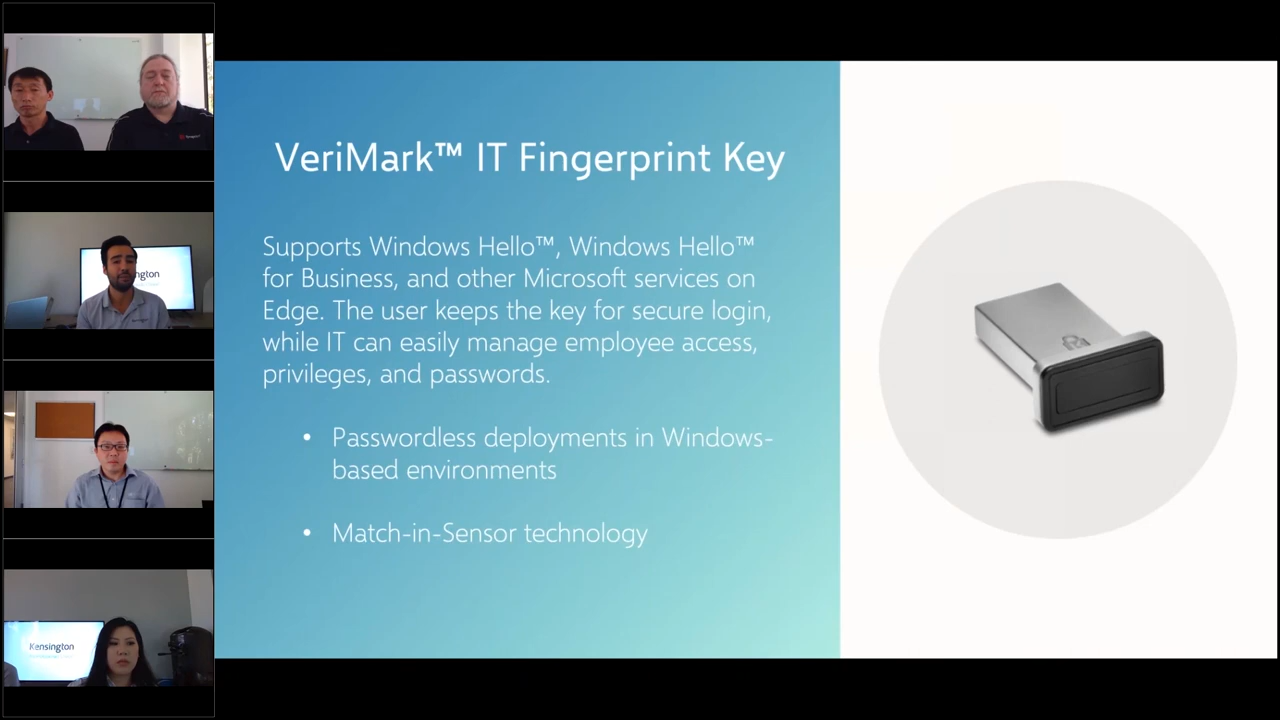 VeriMark™ IT Fingerprint Key
Supports Windows Hello™, Windows Hello™
for Business, and other Microsoft services on
Edge. The user keeps the key for secure login,
while IT can easily manage employee access,
privileges, and passwords.
• Passwordless deployments in Windows-
based environments
• Match-in-Sensor technology
Kensington